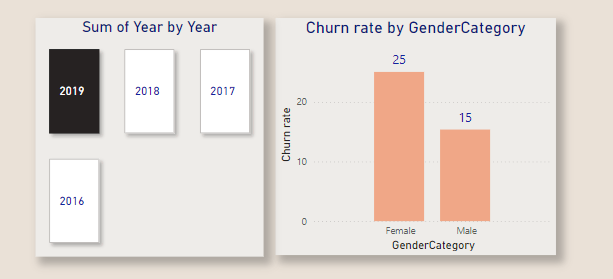 Sum of Year by Year
2019
2018
2017
2016
Churn rate by GenderCategory
25
15
20
10
0
Churn rate
Female
Male
GenderCategory